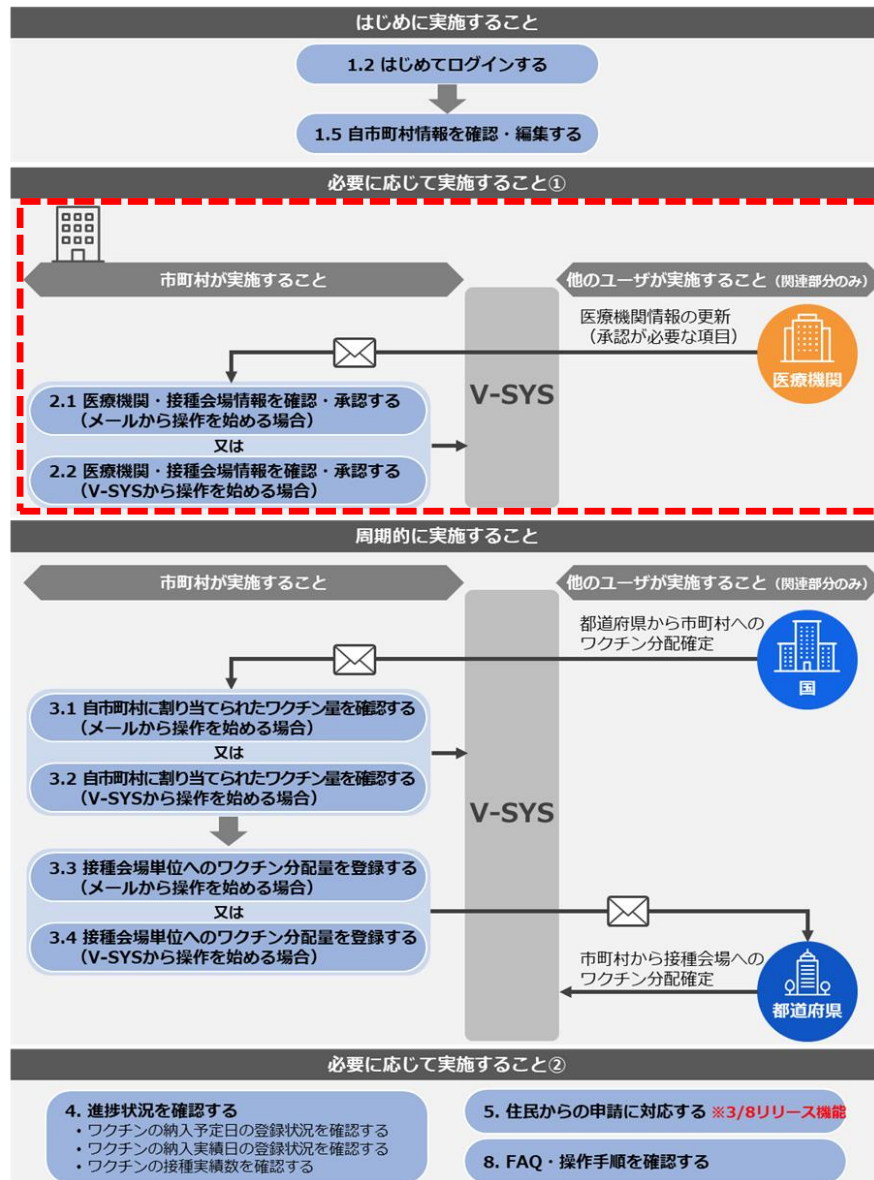 はじめに実施すること
1.2 はじめてログインする
1.5 自市町村情報を確認・編集する
必要に応じて実施すること①
市町村が実施すること
他のユーザが実施すること（関連部分のみ）
医療機関情報の更新
（承認が必要な項目）
医療機関
V-SYS
2.1 医療機関・接種会場情報を確認・承認する
（メールから操作を始める場合）
又は
2.2 医療機関・接種会場情報を確認・承認する
（V-SYSから操作を始める場合）
周期的に実施すること
市町村が実施すること
他のユーザが実施すること（関連部分のみ）
都道府県から市町村への
ワクチン分配確定
国
3.1 自市町村に割り当てられたワクチン量を確認する
（メールから操作を始める場合）
又は
3.2 自市町村に割り当てられたワクチン量を確認する
（V-SYSから操作を始める場合）
V-SYS
3.3 接種会場単位へのワクチン分配量を登録する
（メールから操作を始める場合）
又は
3.4 接種会場単位へのワクチン分配量を登録する
（V-SYSから操作を始める場合）
市町村から接種会場への
ワクチン分配確定
都道府県
必要に応じて実施すること②
4. 進捗状況を確認する
・ワクチンの納入予定日の登録状況を確認する
・ワクチンの納入実績日の登録状況を確認する
・ワクチンの接種実績数を確認する
5. 住民からの申請に対応する ※3/8リリース機能
8. FAQ・操作手順を確認する